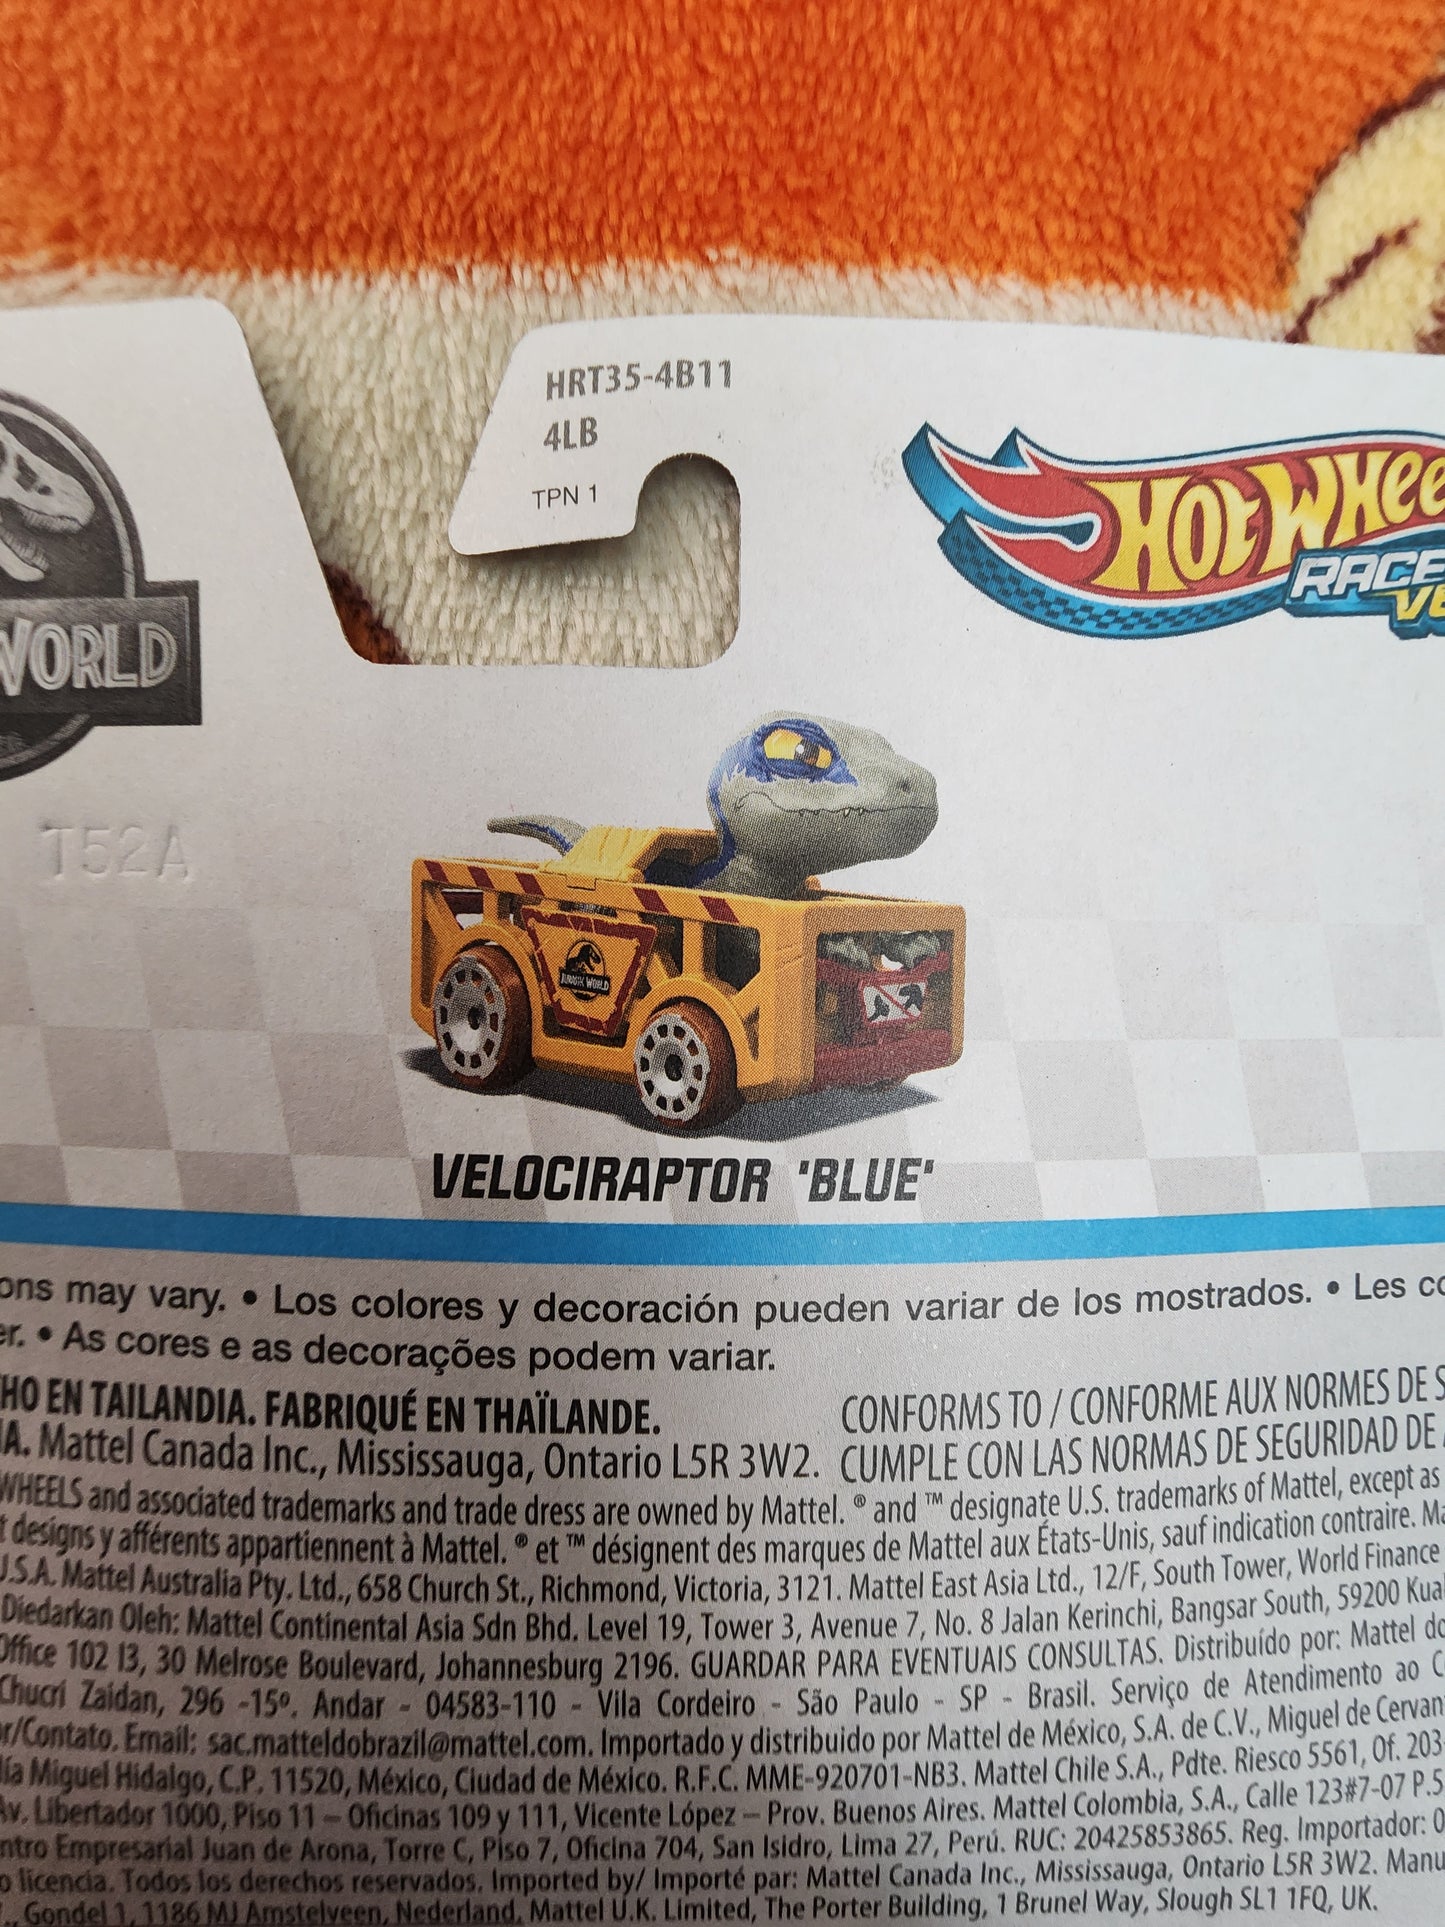 HRT35-4B11
4LB
TPN 1
HOT WHEE
RACE
WORLD
T52A
JURASSIC WORLD
VELOCIRAPTOR 'BLUE'
ons may vary. • Los colores y decoración pueden variar de los mostrados. • Les co
er. • As cores e as decorações podem variar.
HO EN TAILANDIA. FABRIQUÉ EN THAÏLANDE.
CONFORMS TO / CONFORME AUX NORMES DE S
IA. Mattel Canada Inc., Mississauga, Ontario L5R 3W2.
CUMPLE CON LAS NORMAS DE SEGURIDAD DE
WHEELS and associated trademarks and trade dress are owned by Mattel. ® and ™ designate U.S. trademarks of Mattel, except as
t designs y afférents appartiennent à Mattel. ® et ™ désignent des marques de Mattel aux États-Unis, sauf indication contraire. Ma
U.S.A. Mattel Australia Pty. Ltd., 658 Church St., Richmond, Victoria, 3121. Mattel East Asia Ltd., 12/F, South Tower, World Finance
Diedarkan Oleh: Mattel Continental Asia Sdn Bhd. Level 19, Tower 3, Avenue 7, No. 8 Jalan Kerinchi, Bangsar South, 59200 Kua
Office 102 I3, 30 Melrose Boulevard, Johannesburg 2196. GUARDAR PARA EVENTUAIS CONSULTAS. Distribuído por: Mattel do
Chucri Zaidan, 296 -15º. Andar - 04583-110 - Vila Cordeiro - São Paulo - SP - Brasil. Serviço de Atendimento ao C
or/Contato. Email: sac.matteldobrazil@mattel.com. Importado y distribuido por Mattel de México, S.A. de C.V., Miguel de Cervan
día Miguel Hidalgo, C.P. 11520, México, Ciudad de México. R.F.C. MME-920701-NB3. Mattel Chile S.A., Pdte. Riesco 5561, Of. 203
Av. Libertador 1000, Piso 11 – Oficinas 109 y 111, Vicente López – Prov. Buenos Aires. Mattel Colombia, S.A., Calle 123#7-07 P.5
ntro Empresarial Juan de Arona, Torre C, Piso 7, Oficina 704, San Isidro, Lima 27, Perú. RUC: 20425853865. Reg. Importador: 0
o licencia. Todos los derechos reservados. Imported by/ Importé par: Mattel Canada Inc., Mississauga, Ontario L5R 3W2. Manu
Gondel 1, 1186 MJ Amstelveen, Nederland. Mattel U.K. Limited, The Porter Building, 1 Brunel Way, Slough SL1 1FQ, UK.